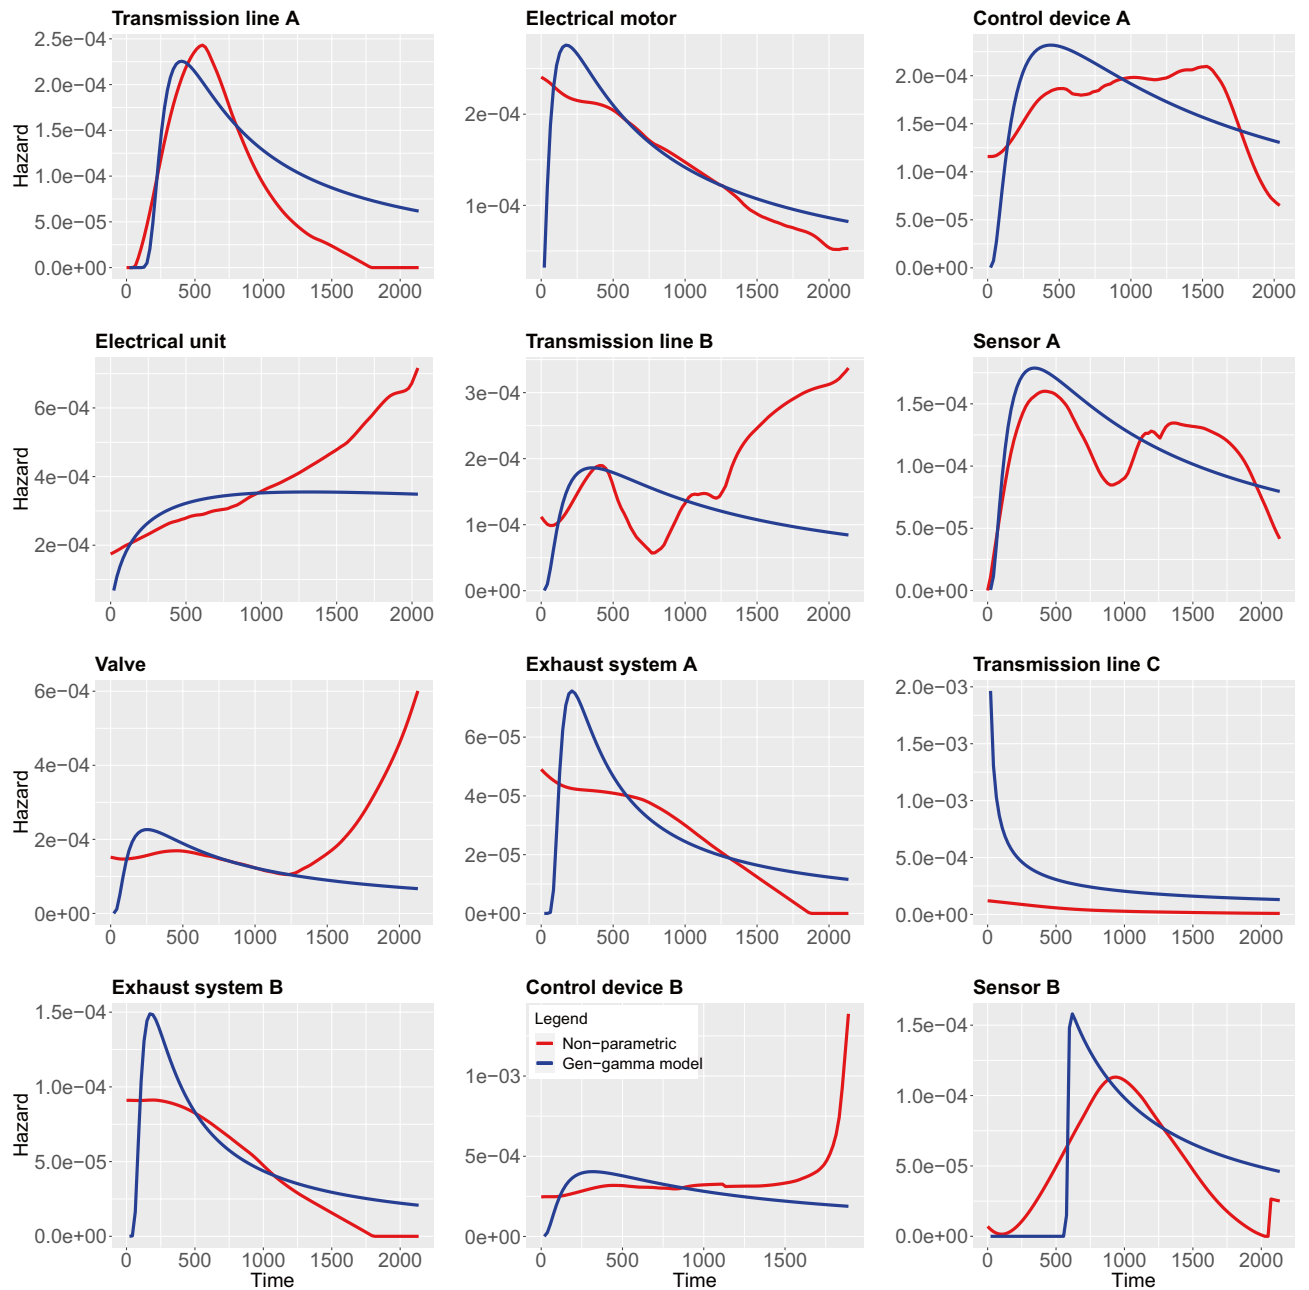 Transmission line A
Electrical motor
Control device A
Hazard
2.5e−04
2.0e−04
1.5e−04
1.0e−04
5.0e−05
0.0e+00
0 500 1000 1500 2000
2e−04
1e−04
0 500 1000 1500 2000
2.0e−04
1.5e−04
1.0e−04
5.0e−05
0.0e+00
0 500 1000 1500 2000
Electrical unit
Transmission line B
Sensor A
Hazard
6e−04
4e−04
2e−04
0 500 1000 1500 2000
3e−04
2e−04
1e−04
0e+00
0 500 1000 1500 2000
1.5e−04
1.0e−04
5.0e−05
0.0e+00
0 500 1000 1500 2000
Valve
Exhaust system A
Transmission line C
Hazard
6e−04
4e−04
2e−04
0e+00
0 500 1000 1500 2000
6e−05
4e−05
2e−05
0e+00
0 500 1000 1500 2000
2.0e−03
1.5e−03
1.0e−03
5.0e−04
0.0e+00
0 500 1000 1500 2000
Exhaust system B
Control device B
Sensor B
Hazard
1.5e−04
1.0e−04
5.0e−05
0.0e+00
0 500 1000 1500 2000
Time
Legend
Non−parametric
Gen−gamma model
1e−03
5e−04
0e+00
0 500 1000 1500
Time
1.5e−04
1.0e−04
5.0e−05
0.0e+00
0 500 1000 1500 2000
Time